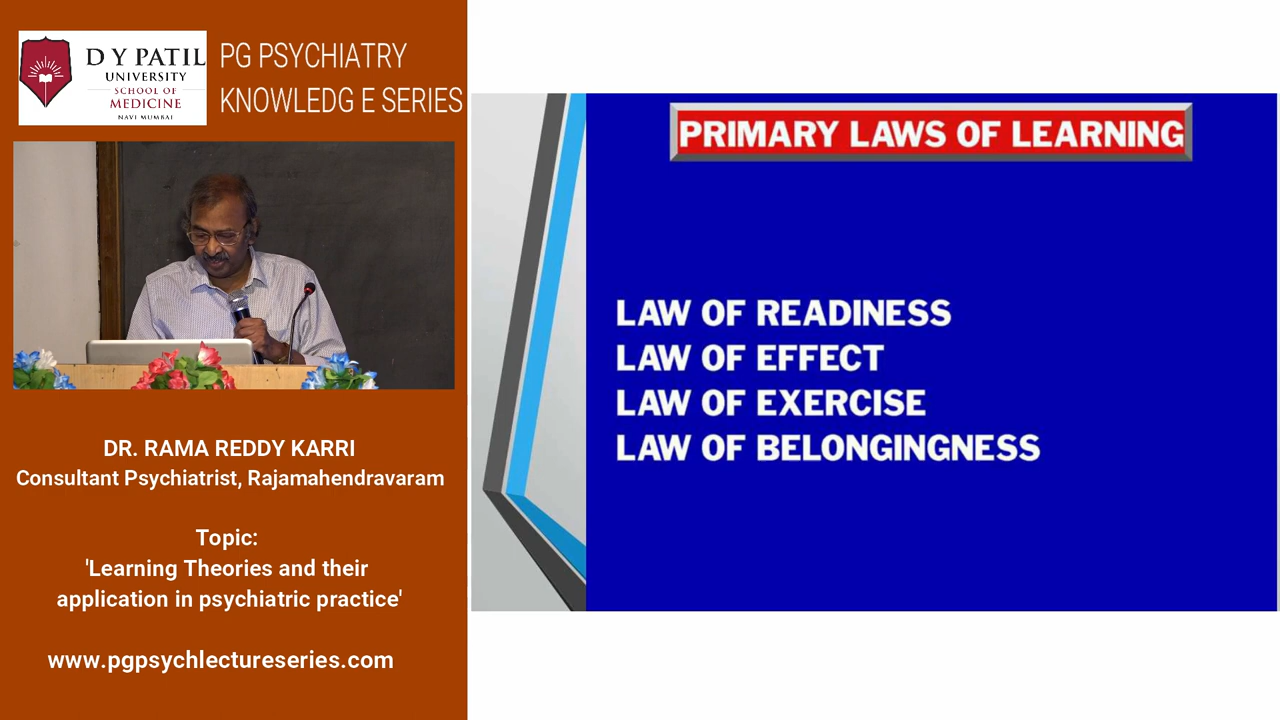 D Y PATIL
UNIVERSITY
SCHOOL OF
MEDICINE
NAVI MUMBAI
PG PSYCHIATRY
KNOWLEDG E SERIES
DR. RAMA REDDY KARRI
Consultant Psychiatrist, Rajamahendravaram
Topic:
'Learning Theories and their
application in psychiatric practice'
www.pgpsychlectureseries.com
PRIMARY LAWS OF LEARNING
LAW OF READINESS
LAW OF EFFECT
LAW OF EXERCISE
LAW OF BELONGINGNESS